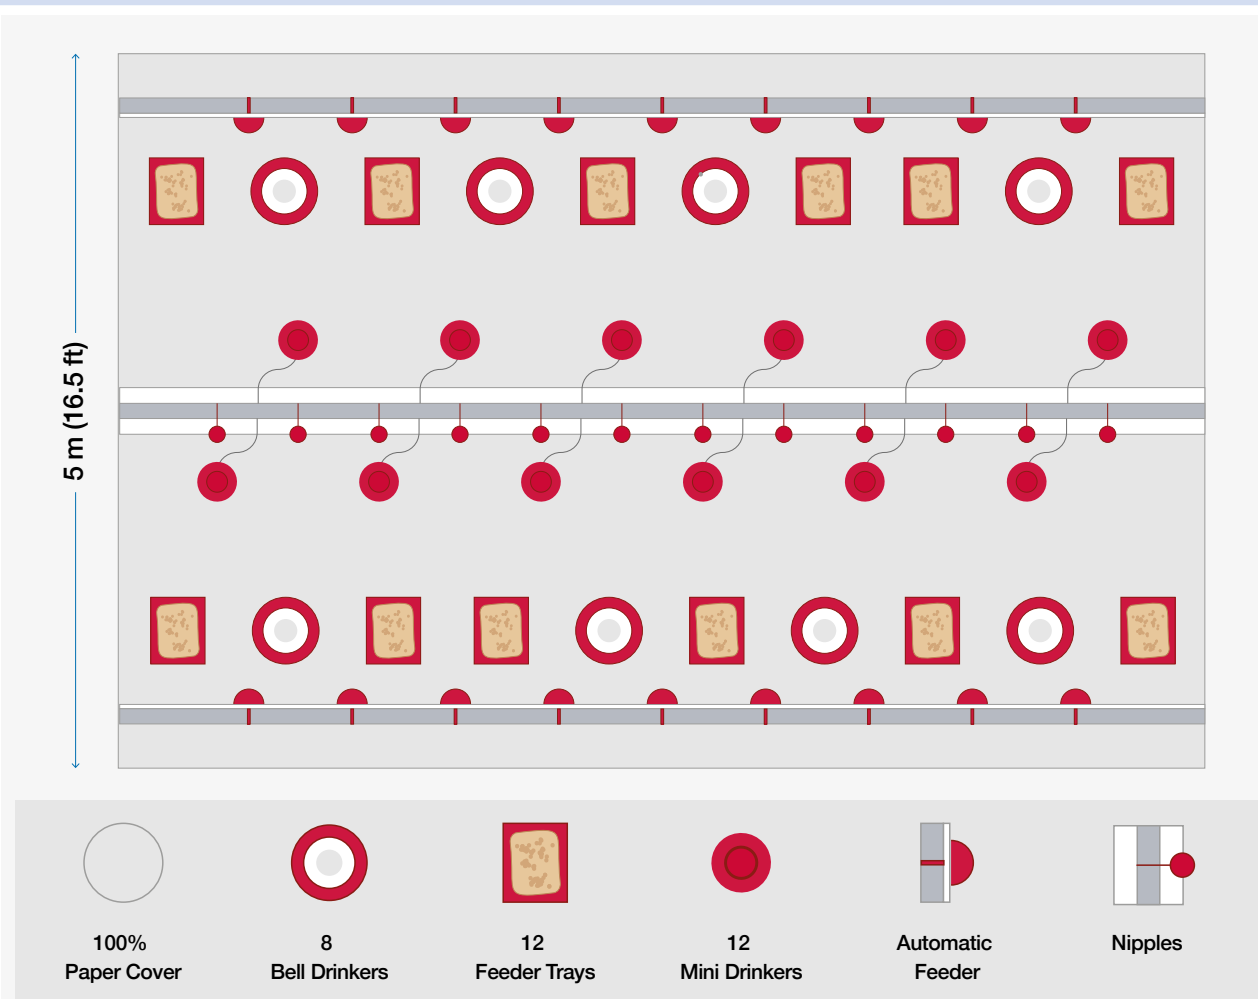 5 m (16.5 ft)
100%
Paper Cover
8
Bell Drinkers
12
Feeder Trays
12
Mini Drinkers
Automatic
Feeder
Nipples